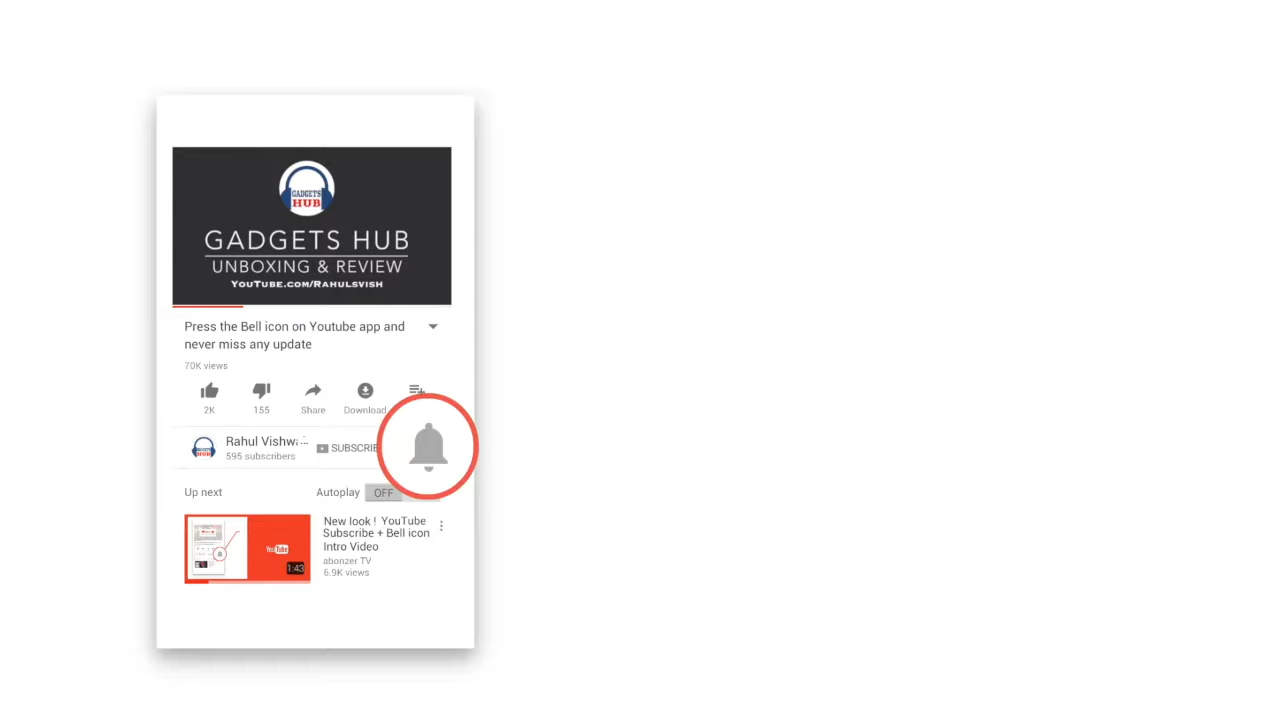 GADGETS
HUB
GADGETS HUB
UNBOXING & REVIEW
YouTube.com/Rahulsvish
Press the Bell icon on Youtube app and
never miss any update
70K views
2K 155 Share Download
Rahul Vishwa...
595 subscribers
SUBSCRIBE
Up next Autoplay OFF
New look ! YouTube
Subscribe + Bell icon
Intro Video
abonzer TV
6.9K views
YouTube
1:43